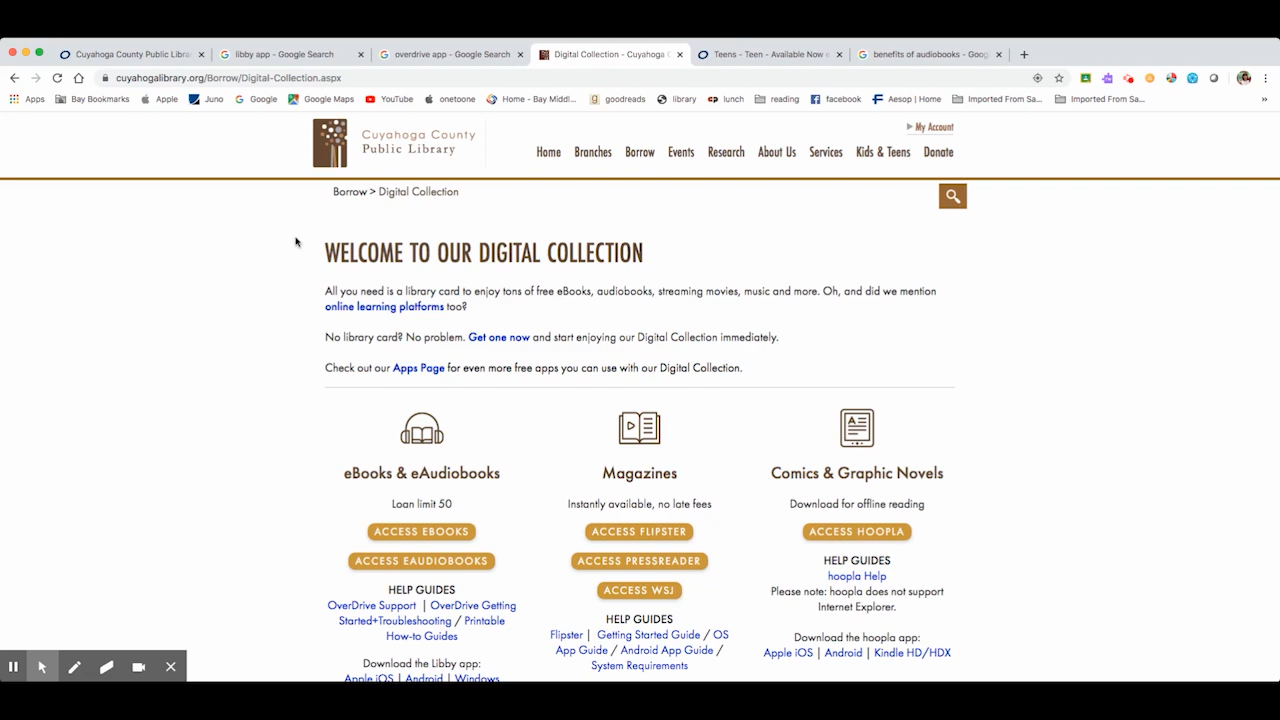 Cuyahoga County Public Libra
libby app - Google Search
overdrive app - Google Search
Digital Collection - Cuyahoga C
Teens - Teen - Available Now
benefits of audiobooks - Goog
cuyahogalibrary.org/Borrow/Digital-Collection.aspx
Apps
Bay Bookmarks
Apple
Juno
Google
Google Maps
YouTube
onetoone
Home - Bay Middl...
goodreads
library
lunch
reading
facebook
Aesop | Home
Imported From Sa...
Imported From Sa...
Cuyahoga County
Public Library
My Account
Home
Branches
Borrow
Events
Research
About Us
Services
Kids & Teens
Donate
Borrow > Digital Collection
WELCOME TO OUR DIGITAL COLLECTION
All you need is a library card to enjoy tons of free eBooks, audiobooks, streaming movies, music and more. Oh, and did we mention
online learning platforms too?
No library card? No problem. Get one now and start enjoying our Digital Collection immediately.
Check out our Apps Page for even more free apps you can use with our Digital Collection.
eBooks & eAudiobooks
Loan limit 50
ACCESS EBOOKS
ACCESS EAUDIOBOOKS
HELP GUIDES
OverDrive Support | OverDrive Getting
Started+Troubleshooting / Printable
How-to Guides
Download the Libby app:
Apple iOS | Android | Windows
Magazines
Instantly available, no late fees
ACCESS FLIPSTER
ACCESS PRESSREADER
ACCESS WSJ
HELP GUIDES
Flipster | Getting Started Guide / OS
App Guide / Android App Guide /
System Requirements
Comics & Graphic Novels
Download for offline reading
ACCESS HOOPLA
HELP GUIDES
hoopla Help
Please note: hoopla does not support
Internet Explorer.
Download the hoopla app:
Apple iOS | Android | Kindle HD/HDX